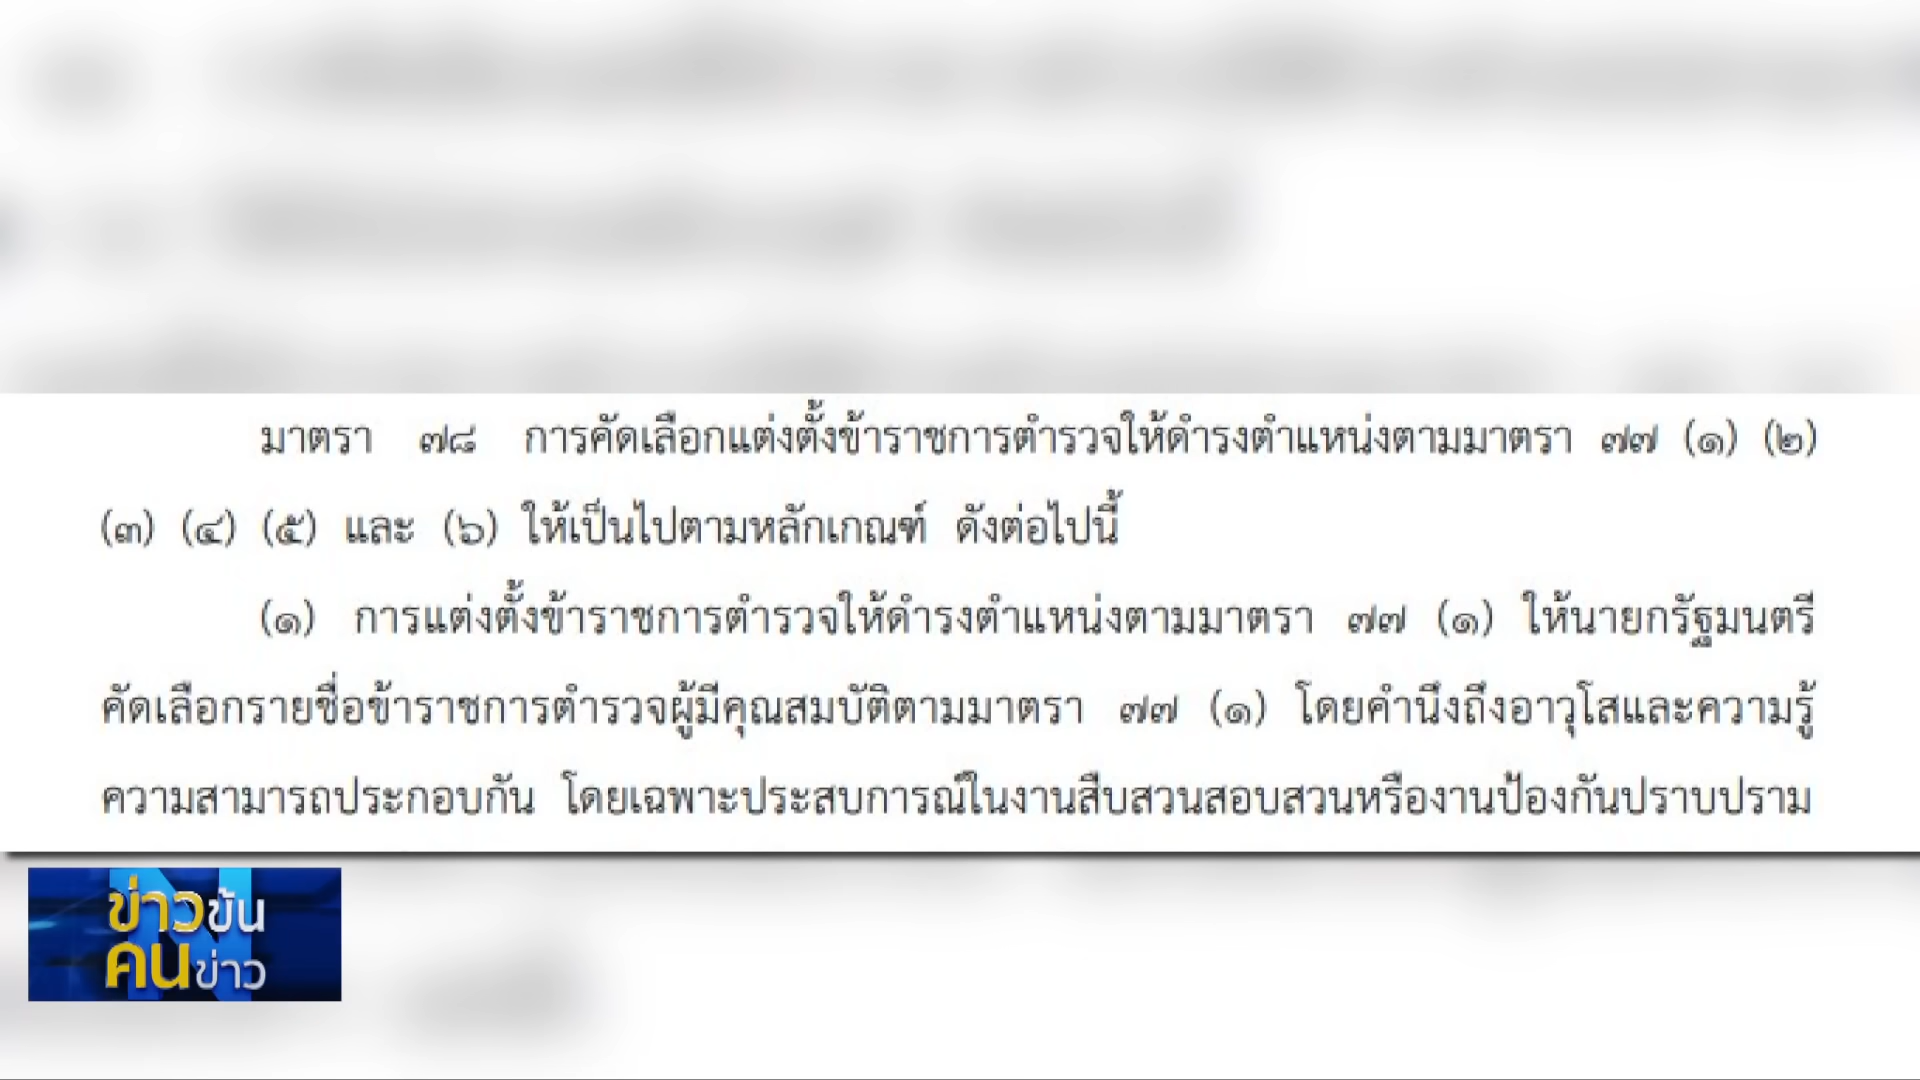 มาตรา ๗๘ การคัดเลือกแต่งตั้งข้าราชการตำรวจให้ดำรงตำแหน่งตามมาตรา ๗๗ (๑) (๒)
(๓) (๔) (๕) และ (๖) ให้เป็นไปตามหลักเกณฑ์ ดังต่อไปนี้
(๑) การแต่งตั้งข้าราชการตำรวจให้ดำรงตำแหน่งตามมาตรา ๗๗ (๑) ให้นายกรัฐมนตรี
คัดเลือกรายชื่อข้าราชการตำรวจผู้มีคุณสมบัติตามมาตรา ๗๗ (๑) โดยคำนึงถึงอาวุโสและความรู้
ความสามารถประกอบกัน โดยเฉพาะประสบการณ์ในงานสืบสวนสอบสวนหรืองานป้องกันปราบปราม
ข่าวข้น
คนข่าว